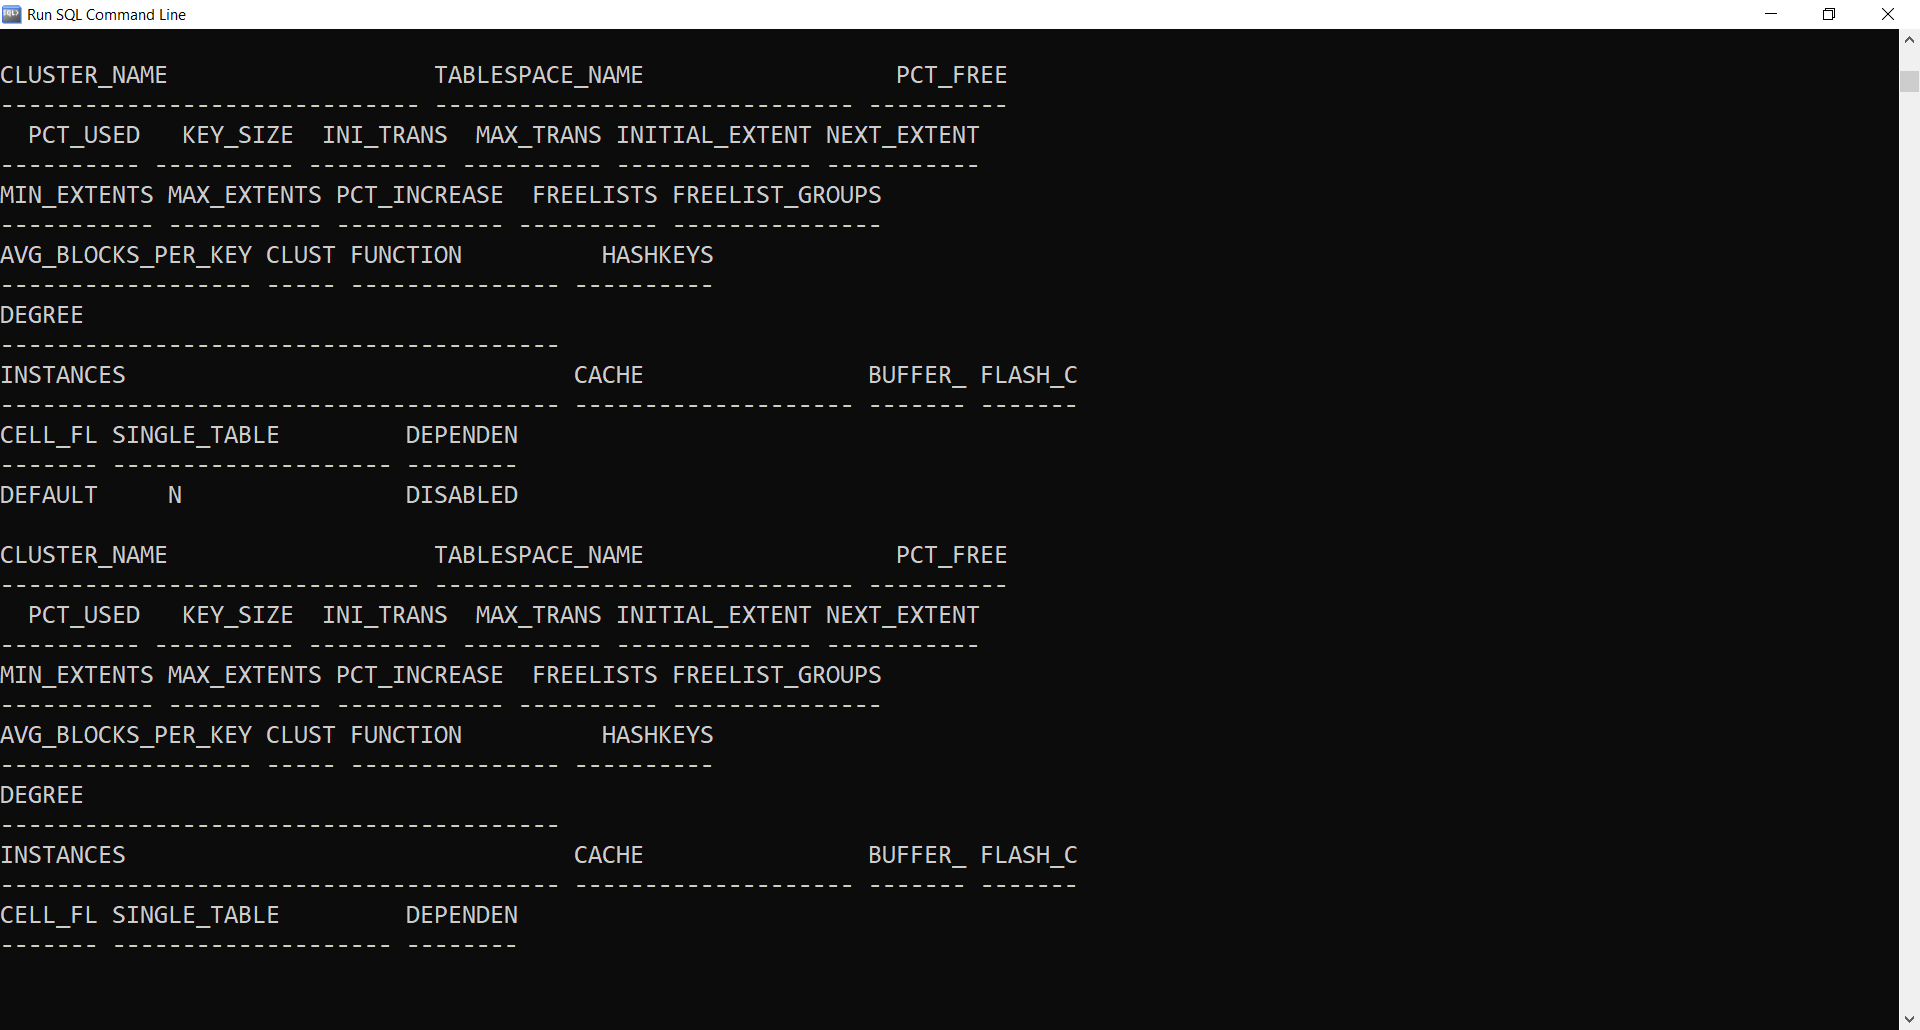 Run SQL Command Line
CLUSTER_NAME                   TABLESPACE_NAME                  PCT_FREE
------------------------------ ------------------------------ ----------
  PCT_USED   KEY_SIZE  INI_TRANS  MAX_TRANS INITIAL_EXTENT NEXT_EXTENT
---------- ---------- ---------- ---------- -------------- -----------
MIN_EXTENTS MAX_EXTENTS PCT_INCREASE  FREELISTS FREELIST_GROUPS
----------- ----------- ------------ ---------- ---------------
AVG_BLOCKS_PER_KEY CLUST FUNCTION          HASHKEYS
------------------ ----- --------------- ----------
DEGREE
----------------------------------------
INSTANCES                                CACHE                BUFFER_ FLASH_C
---------------------------------------- -------------------- ------- -------
CELL_FL SINGLE_TABLE         DEPENDEN
------- -------------------- --------
DEFAULT     N                DISABLED
CLUSTER_NAME                   TABLESPACE_NAME                  PCT_FREE
------------------------------ ------------------------------ ----------
  PCT_USED   KEY_SIZE  INI_TRANS  MAX_TRANS INITIAL_EXTENT NEXT_EXTENT
---------- ---------- ---------- ---------- -------------- -----------
MIN_EXTENTS MAX_EXTENTS PCT_INCREASE  FREELISTS FREELIST_GROUPS
----------- ----------- ------------ ---------- ---------------
AVG_BLOCKS_PER_KEY CLUST FUNCTION          HASHKEYS
------------------ ----- --------------- ----------
DEGREE
----------------------------------------
INSTANCES                                CACHE                BUFFER_ FLASH_C
---------------------------------------- -------------------- ------- -------
CELL_FL SINGLE_TABLE         DEPENDEN
------- -------------------- --------